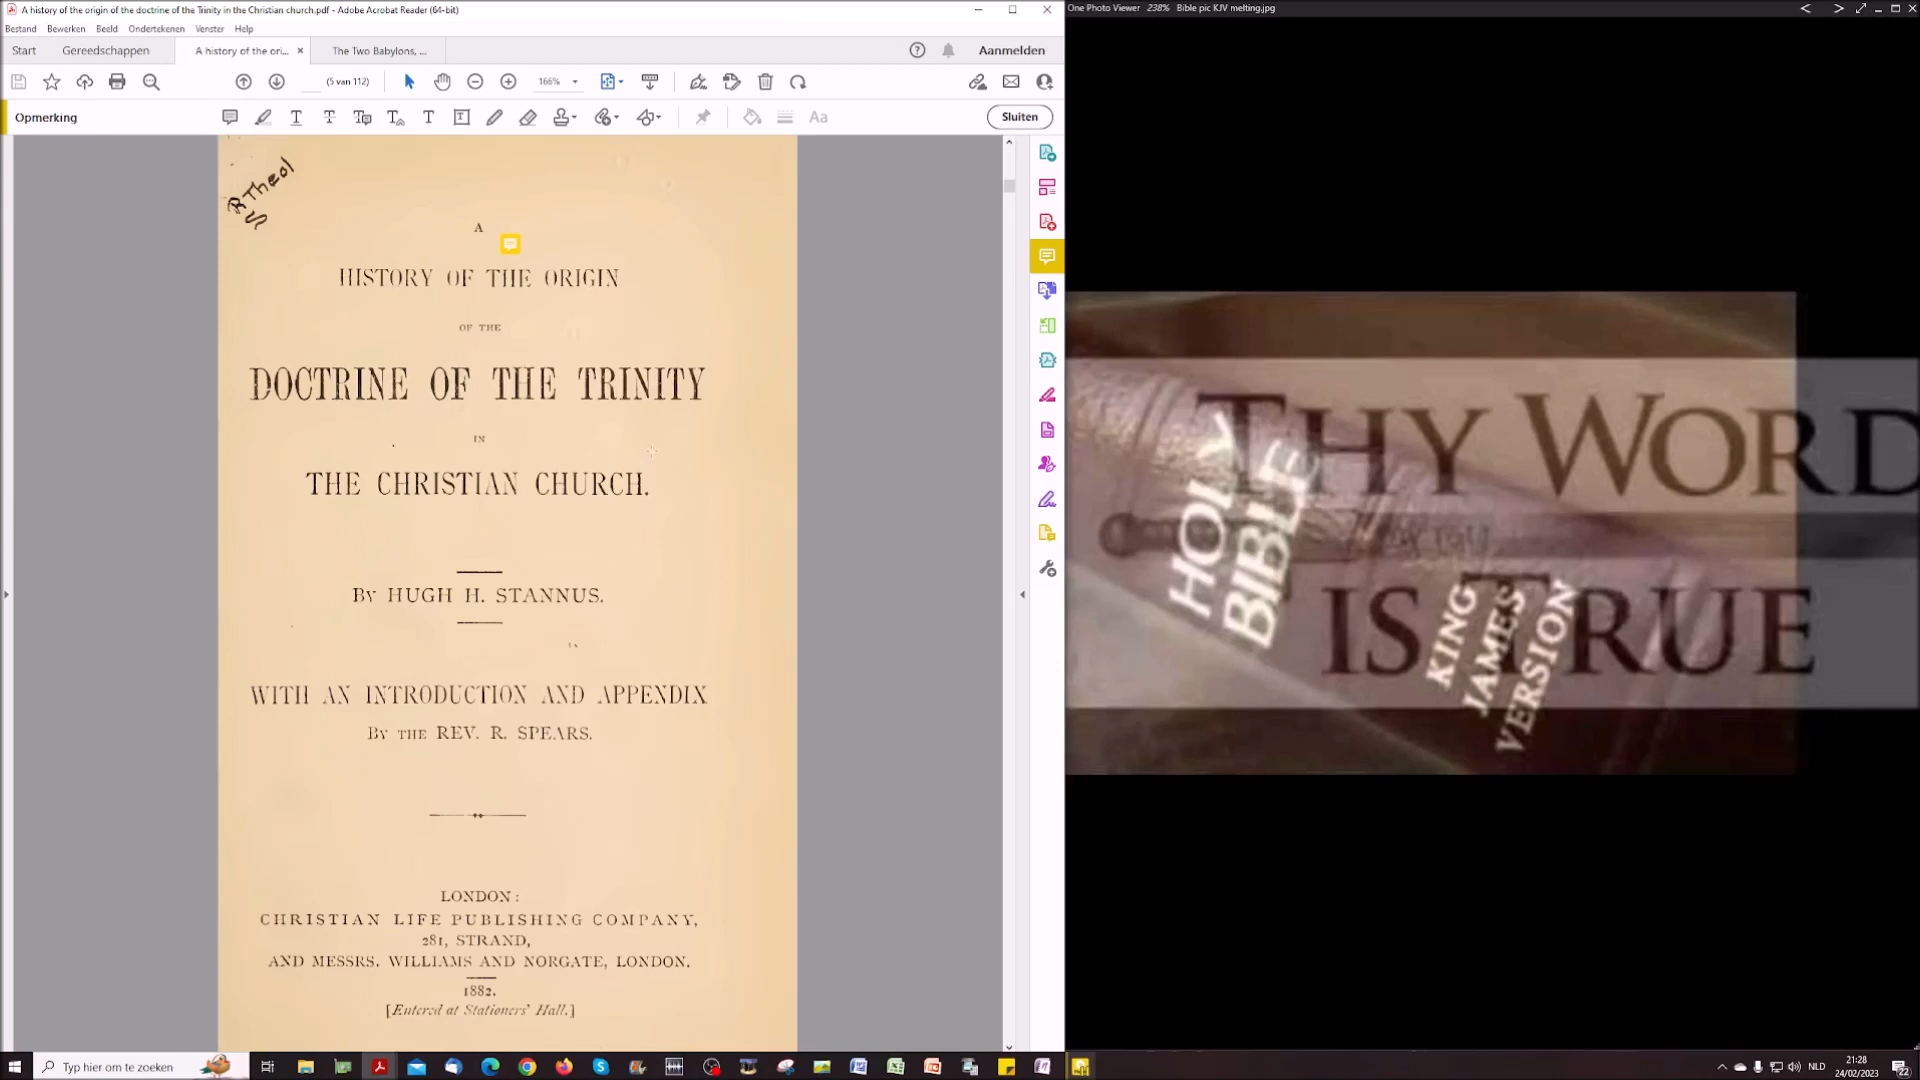 A history of the origin of the doctrine of the Trinity in the Christian church.pdf - Adobe Acrobat Reader (64-bit)
Bestand Bewerken Beeld Ondertekenen Venster Help
Start Gereedschappen A history of the ori... × The Two Babylons, ... Aanmelden
(5 van 112) 166%
Opmerking Aa Sluiten
R Theol
S
A
HISTORY OF THE ORIGIN
OF THE
DOCTRINE OF THE TRINITY
IN
THE CHRISTIAN CHURCH.
By HUGH H. STANNUS.
WITH AN INTRODUCTION AND APPENDIX
By the REV. R. SPEARS.
LONDON:
CHRISTIAN LIFE PUBLISHING COMPANY,
281, STRAND,
AND MESSRS. WILLIAMS AND NORGATE, LONDON.
1882.
[Entered at Stationers' Hall.]
One Photo Viewer 238% Bible pic KJV melting.jpg
THY WORD
IS TRUE
HOLY
BIBLE
KING
JAMES
VERSION
Typ hier om te zoeken
NLD
21:28
24/02/2023
22